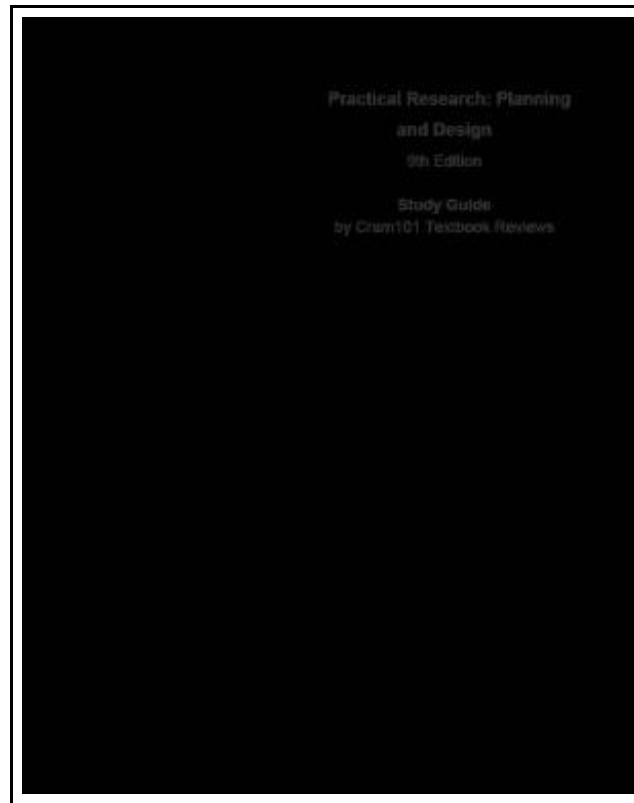 Practical Research: Planning
and Design
9th Edition
Study Guide
by Cram101 Textbook Reviews